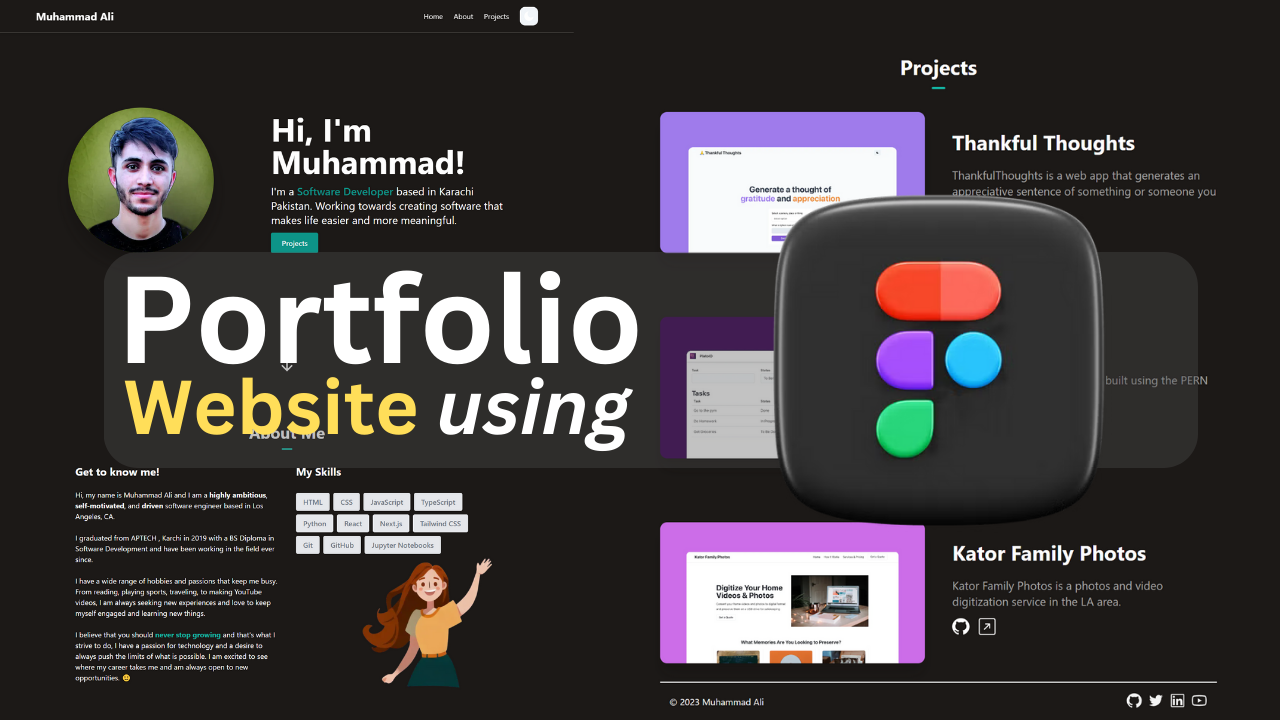 Muhammad Ali
Home
About
Projects
Hi, I'm
Muhammad!
I'm a Software Developer based in Karachi
Pakistan. Working towards creating software that
makes life easier and more meaningful.
Projects
Portfolio
Website using
About Me
Get to know me!
Hi, my name is Muhammad Ali and I am a highly ambitious,
self-motivated, and driven software engineer based in Los
Angeles, CA.
I graduated from APTECH , Karchi in 2019 with a BS Diploma in
Software Development and have been working in the field ever
since.
I have a wide range of hobbies and passions that keep me busy.
From reading, playing sports, traveling, to making YouTube
videos, I am always seeking new experiences and love to keep
myself engaged and learning new things.
I believe that you should never stop growing and that's what I
strive to do, I have a passion for technology and a desire to
always push the limits of what is possible. I am excited to see
where my career takes me and am always open to new
opportunities. 🙂
My Skills
HTML
CSS
JavaScript
TypeScript
Python
React
Next.js
Tailwind CSS
Git
GitHub
Jupyter Notebooks
Projects
Thankful Thoughts
Generate a thought of
gratitude and appreciation
Thankful Thoughts
ThankfulThoughts is a web app that generates an
appreciative sentence of something or someone you
Tasks
built using the PERN
Kator Family Photos
Digitize Your Home
Videos & Photos
What Memories Are You Looking to Preserve?
Kator Family Photos
Kator Family Photos is a photos and video
digitization service in the LA area.
© 2023 Muhammad Ali